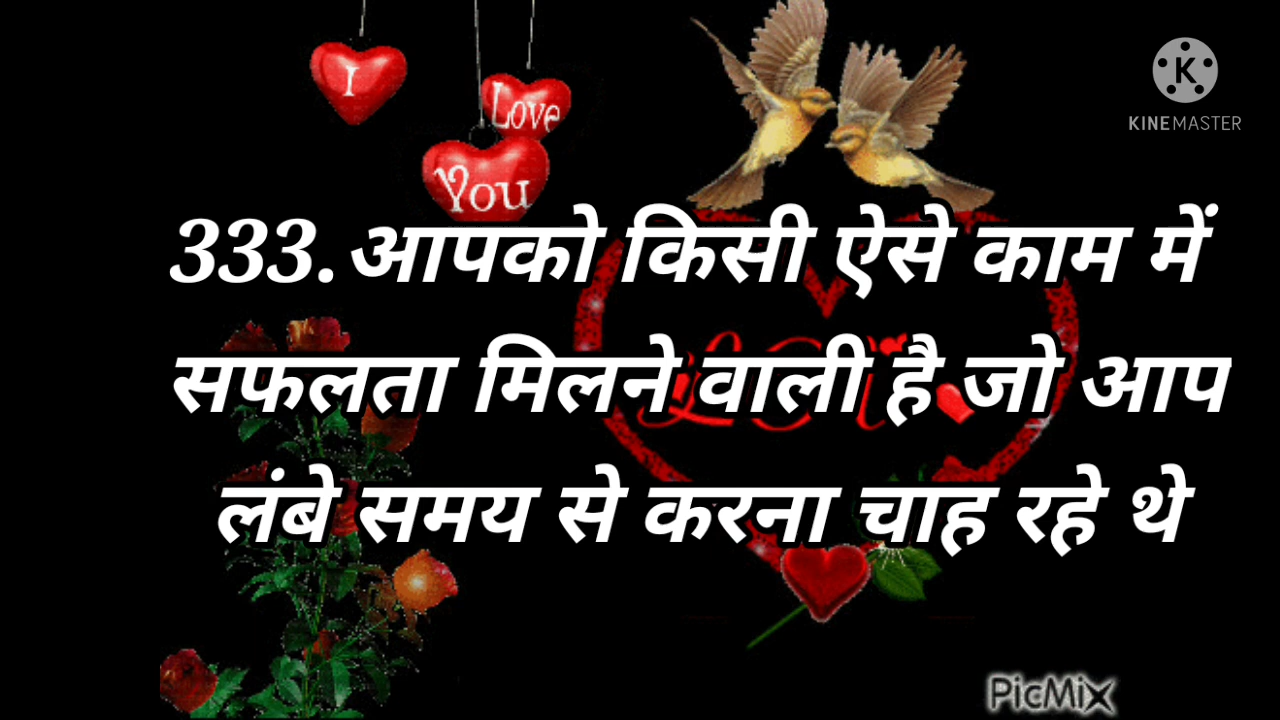 I
Love
You
K
KINEMASTER
333.आपको किसी ऐसे काम में
सफलता मिलने वाली है जो आप
लंबे समय से करना चाह रहे थे
PicMix